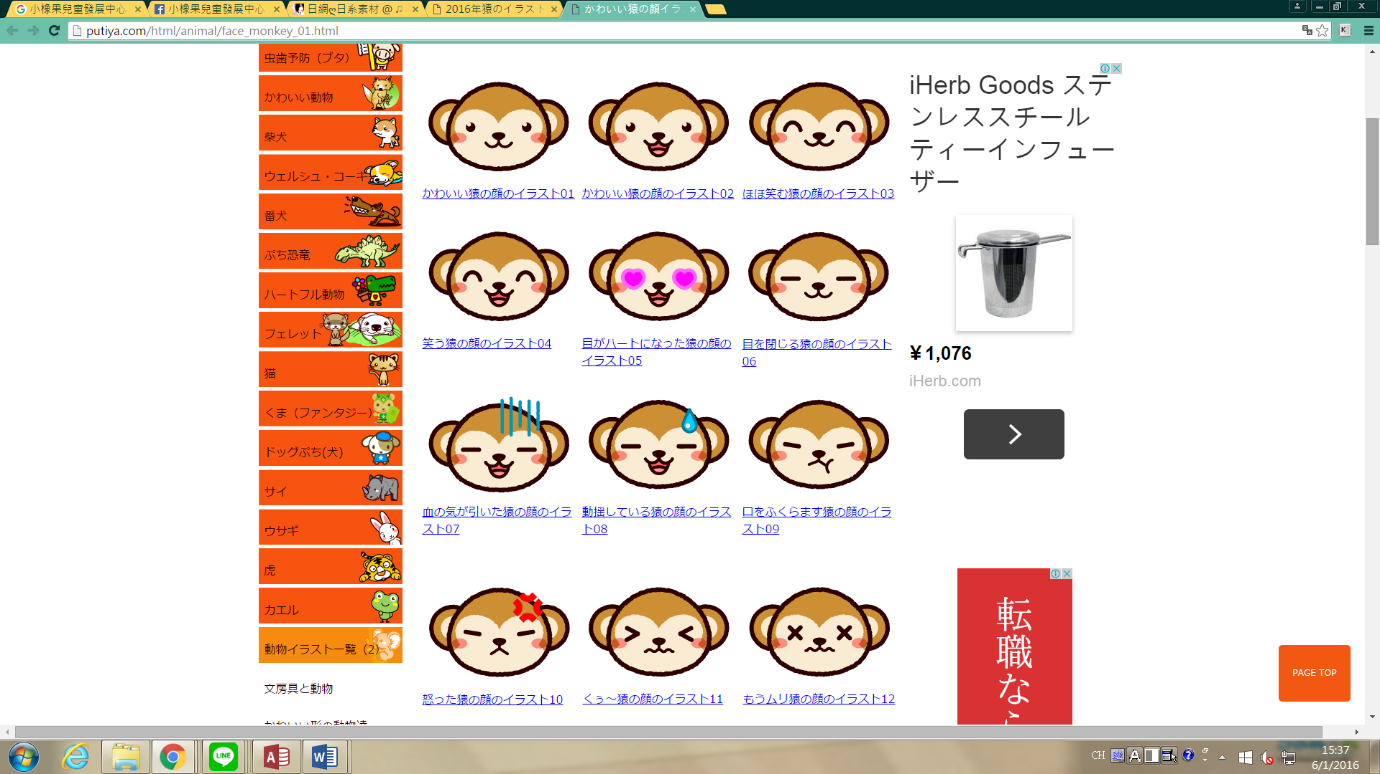 小橡果兒童發展中心
小橡果兒童發展中心
日網ღ日系素材 @ ♫
2016年猿のイラスト
かわいい猿の顔イラ
putiya.com/html/animal/face_monkey_01.html
虫歯予防（ブタ）
かわいい動物
柴犬
ウェルシュ・コーギ
番犬
ぷち恐竜
ハートフル動物
フェレット
猫
くま（ファンタジー）
ドッグぷち(犬)
サイ
ウサギ
虎
カエル
動物イラスト一覧（2）
文房具と動物
かわいい猿の顔のイラスト01
かわいい猿の顔のイラスト02
ほほ笑む猿の顔のイラスト03
笑う猿の顔のイラスト04
目がハートになった猿の顔の
イラスト05
目を閉じる猿の顔のイラスト
06
血の気が引いた猿の顔のイラ
スト07
動揺している猿の顔のイラス
ト08
口をふくらます猿の顔のイラ
スト09
怒った猿の顔のイラスト10
くぅ～猿の顔のイラスト11
もうムリ猿の顔のイラスト12
iHerb Goods ステ
ンレススチール
ティーインフュー
ザー
¥1,076
iHerb.com
転職なら
PAGE TOP
LINE
CH
15:37
6/1/2016